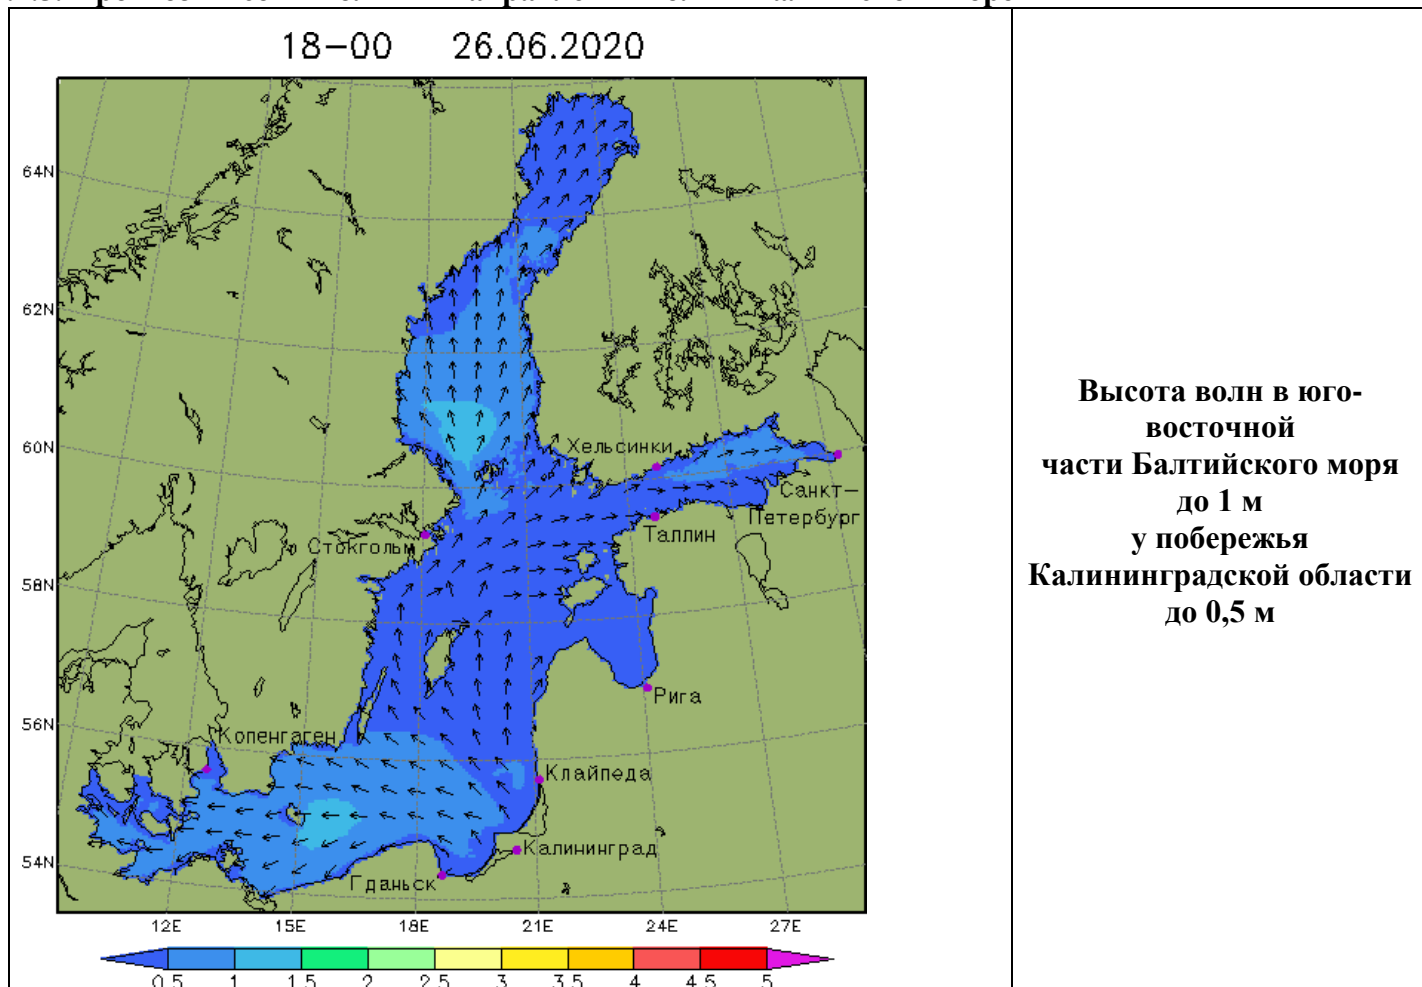 18-00 26.06.2020
64N
62N
60N
58N
56N
54N
Хельсинки
Санкт-
Петербург
Таллин
Стокгольм
Рига
Копенгаген
Клайпеда
Калининград
Гданьск
12E 15E 18E 21E 24E 27E
0.5 1 1.5 2 2.5 3 3.5 4 4.5 5
Высота волн в юго-
восточной
части Балтийского моря
до 1 м
у побережья
Калининградской области
до 0,5 м